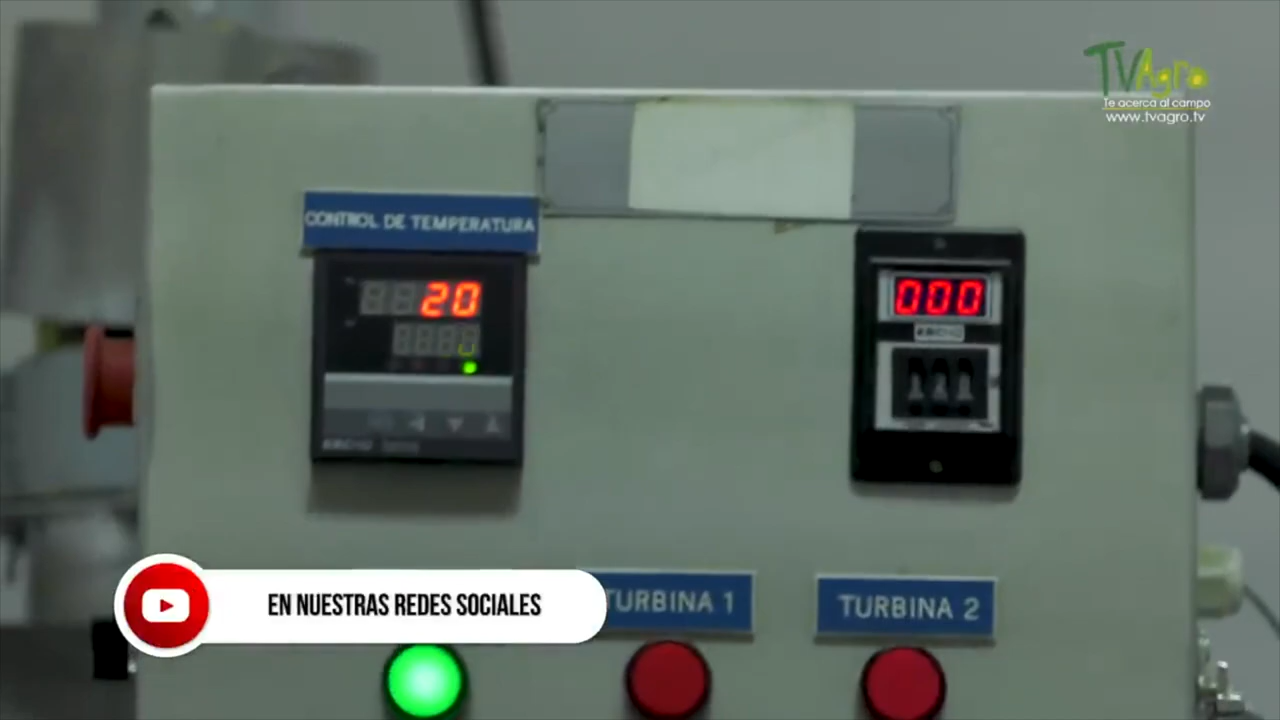 TVAgro
Te acerca al campo
www.tvagro.tv
CONTROL DE TEMPERATURA
20
000
EN NUESTRAS REDES SOCIALES
TURBINA 1
TURBINA 2